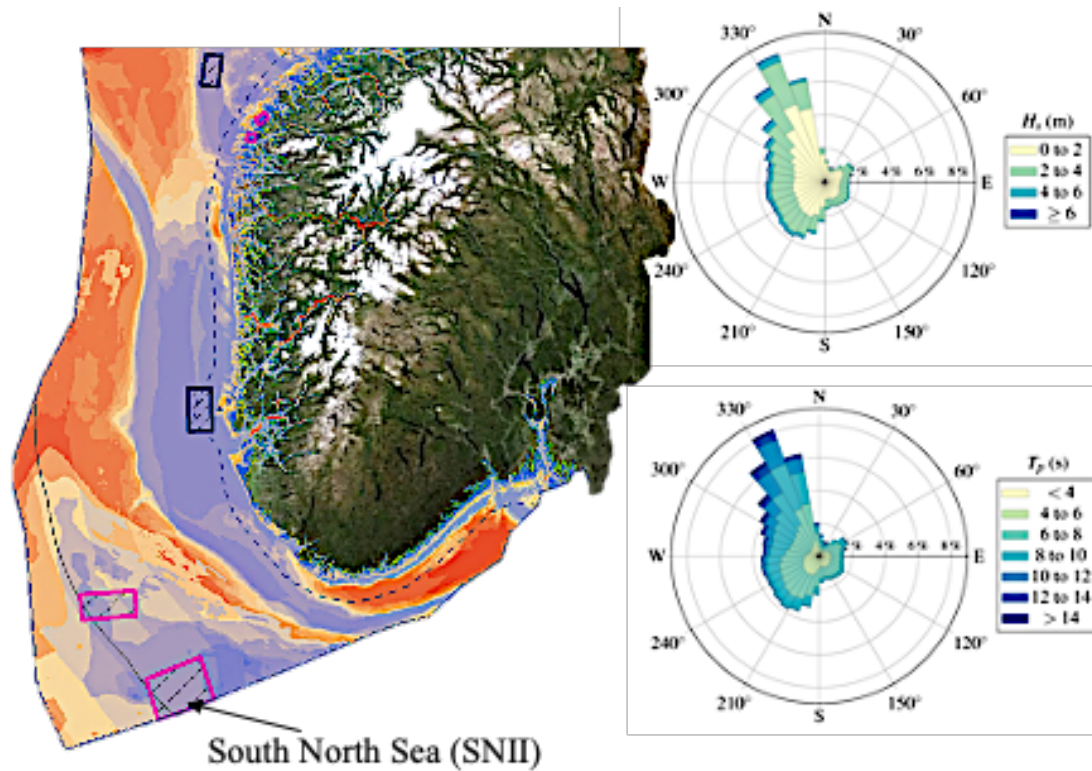 N
330°
30°
300°
60°
H_s (m)
0 to 2
2 to 4
4 to 6
≥ 6
W
2 % 4 % 6 % 8 %
E
240°
120°
210°
150°
S
N
330°
30°
300°
60°
T_p (s)
< 4
4 to 6
6 to 8
8 to 10
10 to 12
12 to 14
> 14
W
2 % 4 % 6 % 8 %
E
240°
120°
210°
150°
S
South North Sea (SNII)